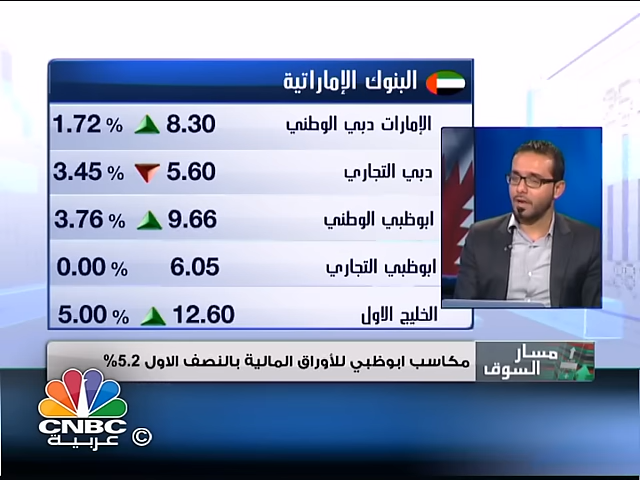 البنوك الإماراتية
الإمارات دبي الوطني 8.30 1.72 %
دبي التجاري 5.60 3.45 %
ابوظبي الوطني 9.66 3.76 %
ابوظبي التجاري 6.05 0.00 %
الخليج الاول 12.60 5.00 %
مسار السوق
مكاسب ابوظبي للأوراق المالية بالنصف الاول 5.2%
CNBC
عربية ©